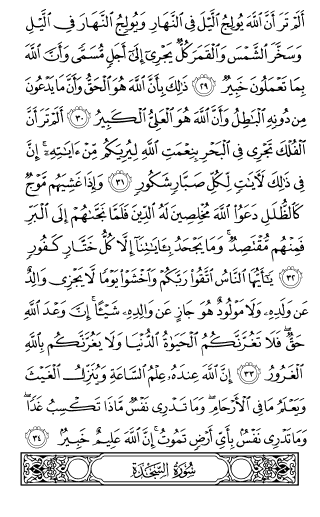 أَلَمْ تَرَ أَنَّ ٱللَّهَ يُولِجُ ٱلَّيْلَ فِى ٱلنَّهَارِ وَيُولِجُ ٱلنَّهَارَ فِى ٱلَّيْلِ
وَسَخَّرَ ٱلشَّمْسَ وَٱلْقَمَرَ كُلٌّ يَجْرِىٓ إِلَىٰٓ أَجَلٍ مُّسَمًّى وَأَنَّ ٱللَّهَ
بِمَا تَعْمَلُونَ خَبِيرٌ ٢٩ ذَٰلِكَ بِأَنَّ ٱللَّهَ هُوَ ٱلْحَقُّ وَأَنَّ مَا يَدْعُونَ
مِن دُونِهِ ٱلْبَٰطِلُ وَأَنَّ ٱللَّهَ هُوَ ٱلْعَلِىُّ ٱلْكَبِيرُ ٣٠ أَلَمْ تَرَ أَنَّ
ٱلْفُلْكَ تَجْرِى فِى ٱلْبَحْرِ بِنِعْمَتِ ٱللَّهِ لِيُرِيَكُم مِّنْ ءَايَٰتِهِۦٓ ۚ إِنَّ
فِى ذَٰلِكَ لَءَايَٰتٍ لِّكُلِّ صَبَّارٍ شَكُورٍ ٣١ وَإِذَا غَشِيَهُم مَّوْجٌ
كَٱلظُّلَلِ دَعَوُا۟ ٱللَّهَ مُخْلِصِينَ لَهُ ٱلدِّينَ فَلَمَّا نَجَّىٰهُمْ إِلَى ٱلْبَرِّ
فَمِنْهُم مُّقْتَصِدٌ ۚ وَمَا يَجْحَدُ بِـَٔايَٰتِنَآ إِلَّا كُلُّ خَتَّارٍ كَفُورٍ
٣٢ يَٰٓأَيُّهَا ٱلنَّاسُ ٱتَّقُوا۟ رَبَّكُمْ وَٱخْشَوْا۟ يَوْمًا لَّا يَجْزِى وَالِدٌ
عَن وَلَدِهِۦ وَلَا مَوْلُودٌ هُوَ جَازٍ عَن وَالِدِهِۦ شَيْـًٔا ۚ إِنَّ وَعْدَ ٱللَّهِ
حَقٌّ ۖ فَلَا تَغُرَّنَّكُمُ ٱلْحَيَوٰةُ ٱلدُّنْيَا وَلَا يَغُرَّنَّكُم بِٱللَّهِ
ٱلْغَرُورُ ٣٣ إِنَّ ٱللَّهَ عِندَهُۥ عِلْمُ ٱلسَّاعَةِ وَيُنَزِّلُ ٱلْغَيْثَ
وَيَعْلَمُ مَا فِى ٱلْأَرْحَامِ ۖ وَمَا تَدْرِى نَفْسٌ مَّاذَا تَكْسِبُ غَدًا ۖ
وَمَا تَدْرِى نَفْسٌۢ بِأَىِّ أَرْضٍ تَمُوتُ ۚ إِنَّ ٱللَّهَ عَلِيمٌ خَبِيرٌۢ ٣٤
سُورَةُ السَّجْدَةِ